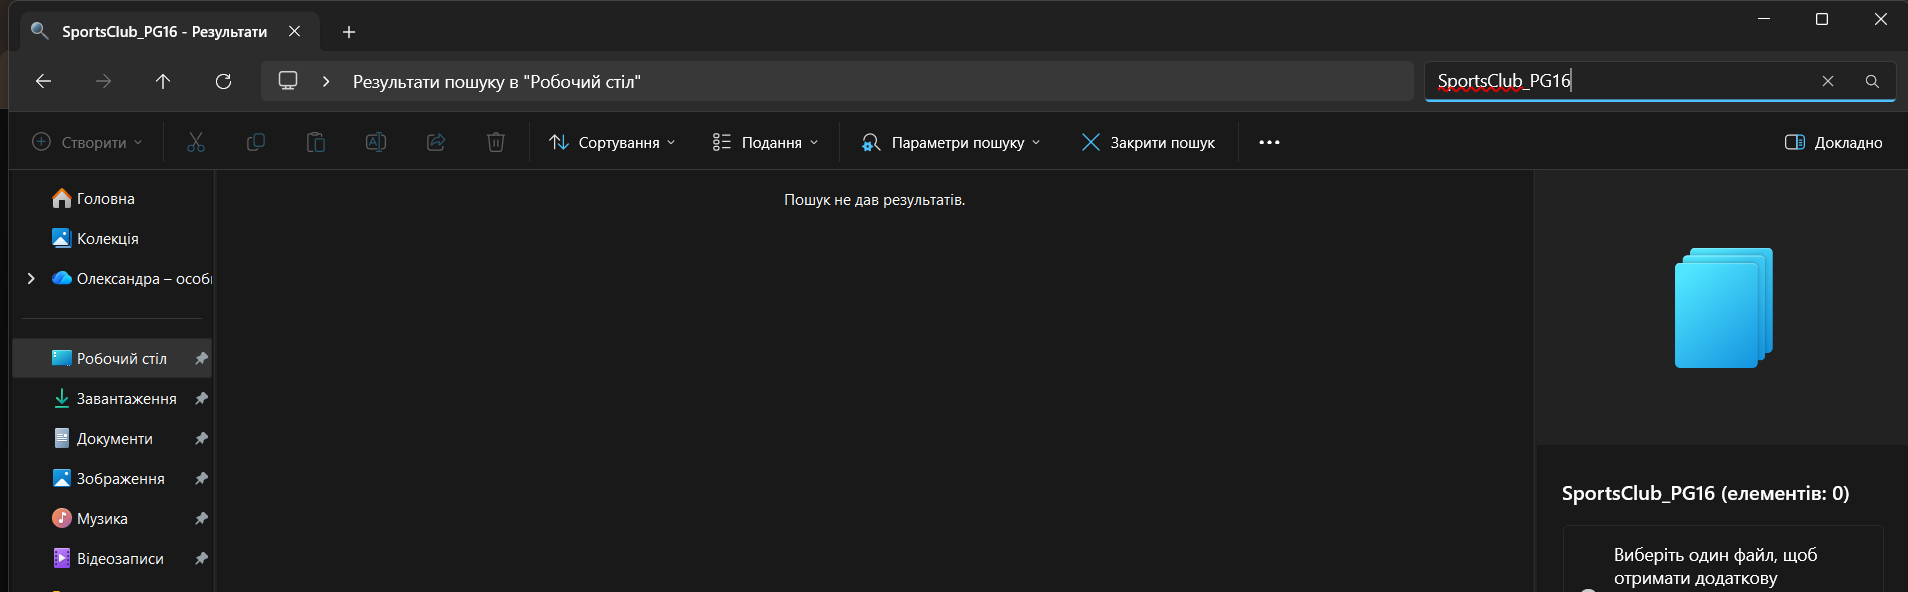 SportsClub_PG16 - Результати
Результати пошуку в "Робочий стіл"
SportsClub_PG16
Створити
Сортування
Подання
Параметри пошуку
Закрити пошук
Докладно
Головна
Колекція
Олександра – особи
Робочий стіл
Завантаження
Документи
Зображення
Музика
Відеозаписи
Пошук не дав результатів.
SportsClub_PG16 (елементів: 0)
Виберіть один файл, щоб
отримати додаткову